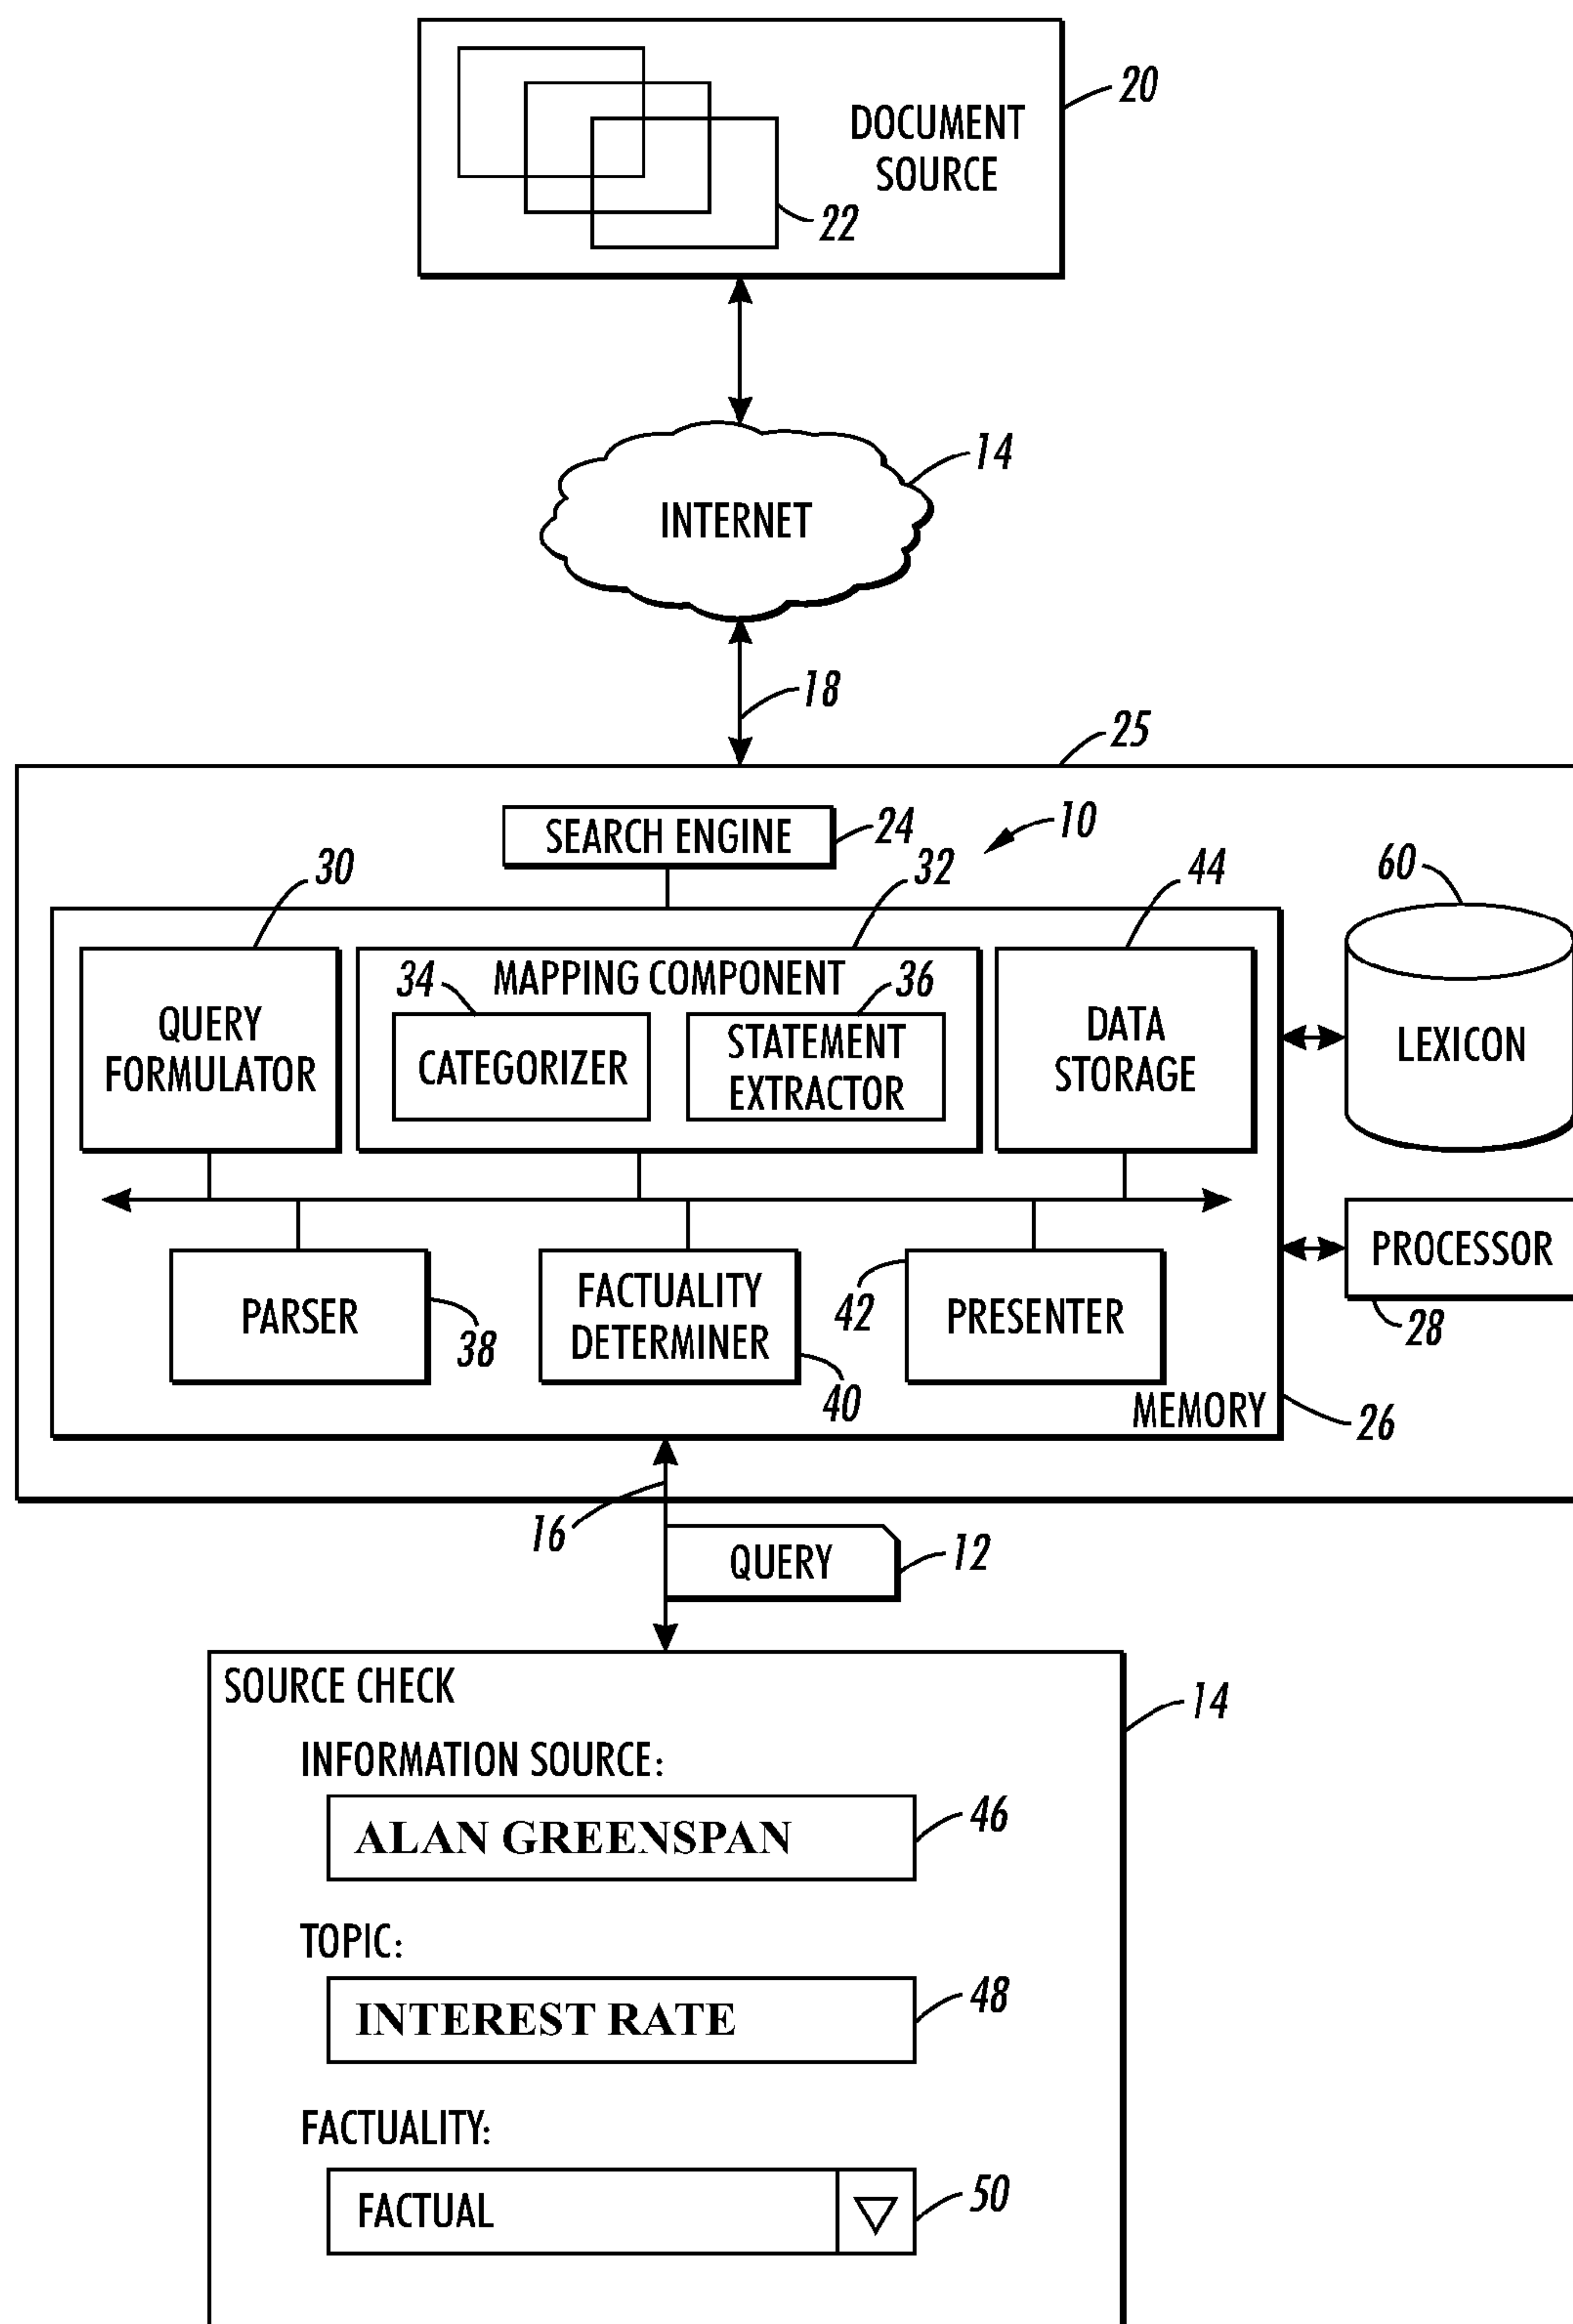 20
DOCUMENT
SOURCE
22
14
INTERNET
18
25
SEARCH ENGINE
24
10
30
32
44
60
34
MAPPING COMPONENT
36
QUERY
FORMULATOR
CATEGORIZER
STATEMENT
EXTRACTOR
DATA
STORAGE
LEXICON
PARSER
38
FACTUALITY
DETERMINER
40
42
PRESENTER
PROCESSOR
28
MEMORY
26
16
QUERY
12
SOURCE CHECK
14
INFORMATION SOURCE:
ALAN GREENSPAN
46
TOPIC:
INTEREST RATE
48
FACTUALITY:
FACTUAL
50